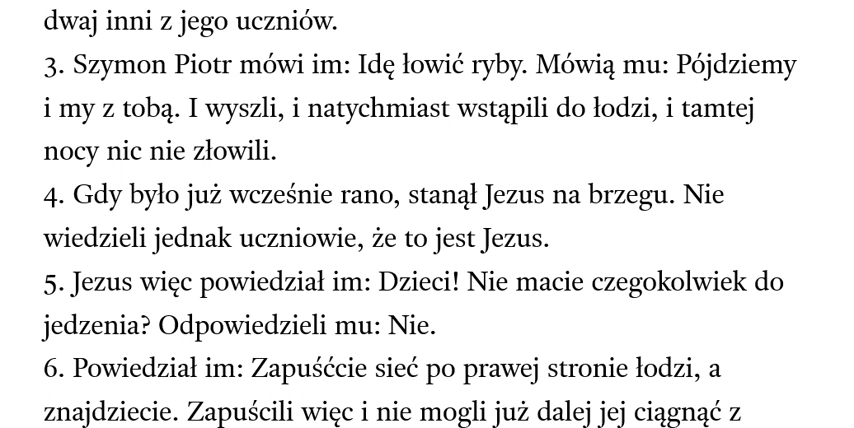 dwaj inni z jego uczniów.
3. Szymon Piotr mówi im: Idę łowić ryby. Mówią mu: Pójdziemy
i my z tobą. I wyszli, i natychmiast wstąpili do łodzi, i tamtej
nocy nic nie złowili.
4. Gdy było już wcześnie rano, stanął Jezus na brzegu. Nie
wiedzieli jednak uczniowie, że to jest Jezus.
5. Jezus więc powiedział im: Dzieci! Nie macie czegokolwiek do
jedzenia? Odpowiedzieli mu: Nie.
6. Powiedział im: Zapuśćcie sieć po prawej stronie łodzi, a
znajdziecie. Zapuścili więc i nie mogli już dalej jej ciągnąć z